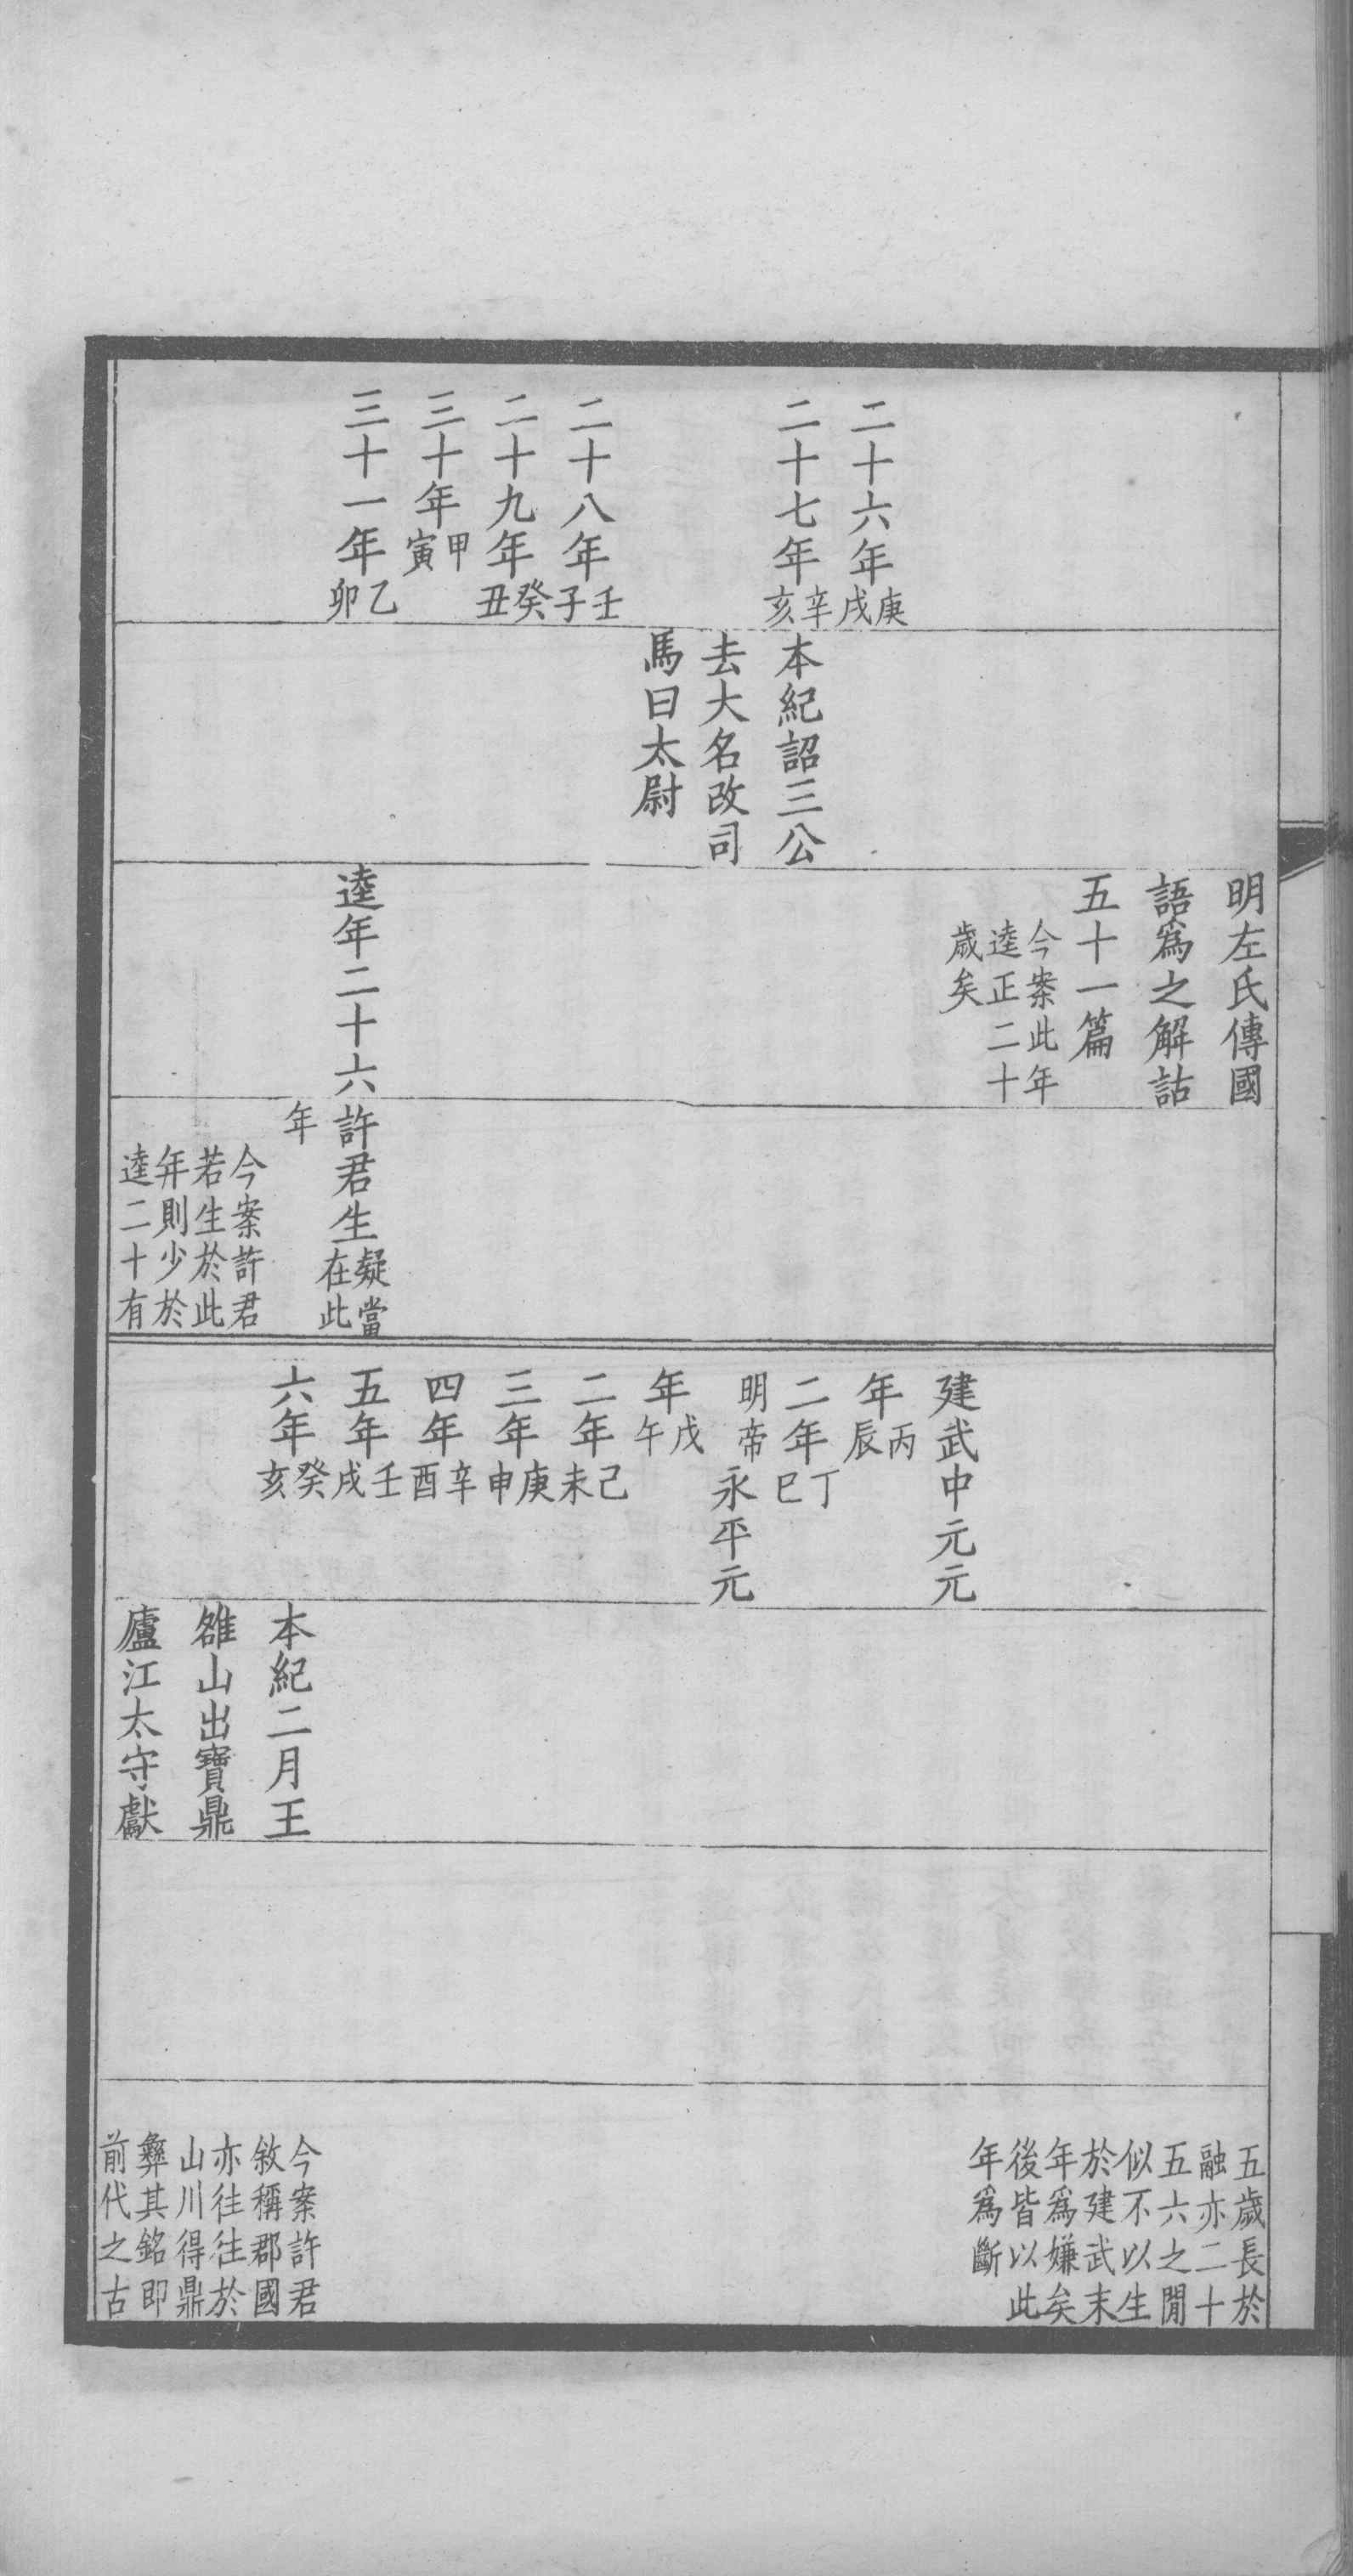 二十六年庚戌
二十七年辛亥
二十八年壬子
二十九年癸丑
三十年甲寅
三十一年乙卯
本紀詔三公
去大名改司
馬曰太尉
明左氏傳國
語爲之解詁
五十一篇
今案此年
逵正二十
歲矣
逵年二十六
許君生疑當在此
年
今案許君
若生於此
年則少於
逵二十有
建武中元元
年丙辰
二年丁巳
明帝永平元
年戊午
二年己未
三年庚申
四年辛酉
五年壬戌
六年癸亥
本紀二月王
雒山出寶鼎
廬江太守獻
五歲長於
融亦二十
五六之閒
似不以生
於建武末
年爲嫌矣
後皆以此
年爲斷
今案許君
敘稱郡國
亦往往於
山川得鼎
彝其銘即
前代之古